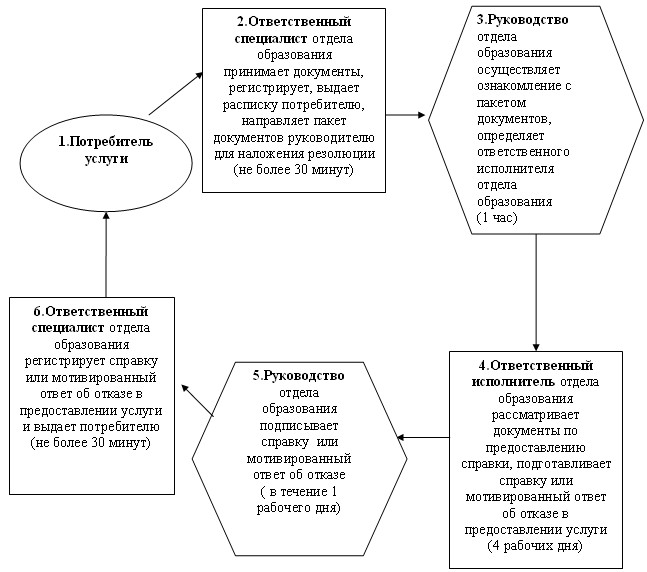 1.Потребитель
услуги
2.Ответственный
специалист отдела
образования
принимает документы,
регистрирует, выдает
расписку потребителю,
направляет пакет
документов руководителю
для наложения резолюции
(не более 30 минут)
3.Руководство
отдела
образования
осуществляет
ознакомление с
пакетом
документов,
определяет
ответственного
исполнителя
отдела
образования
(1 час)
4.Ответственный
исполнитель отдела
образования
рассматривает
документы по
предоставлению
справки, подготавливает
справку или
мотивированный ответ
об отказе в
предоставлении услуги
(4 рабочих дня)
5.Руководство
отдела
образования
подписывает
справку или
мотивированный
ответ об отказе
( в течение 1
рабочего дня)
6.Ответственный
специалист отдела
образования
регистрирует справку
или мотивированный
ответ об отказе в
предоставлении услуги
и выдает потребителю
(не более 30 минут)